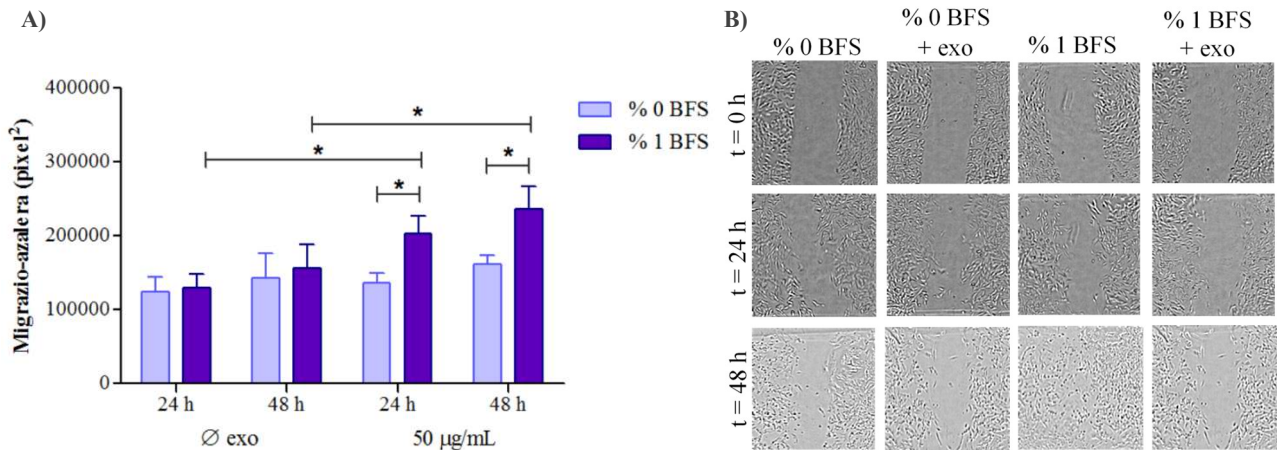 A)
400000
300000
200000
100000
0
Migrazio-azalera (pixel²)
* * * *
% 0 BFS
% 1 BFS
24 h 48 h 24 h 48 h
∅ exo 50 µg/mL
B)
% 0 BFS
% 0 BFS
+ exo
% 1 BFS
% 1 BFS
+ exo
t = 0 h
t = 24 h
t = 48 h